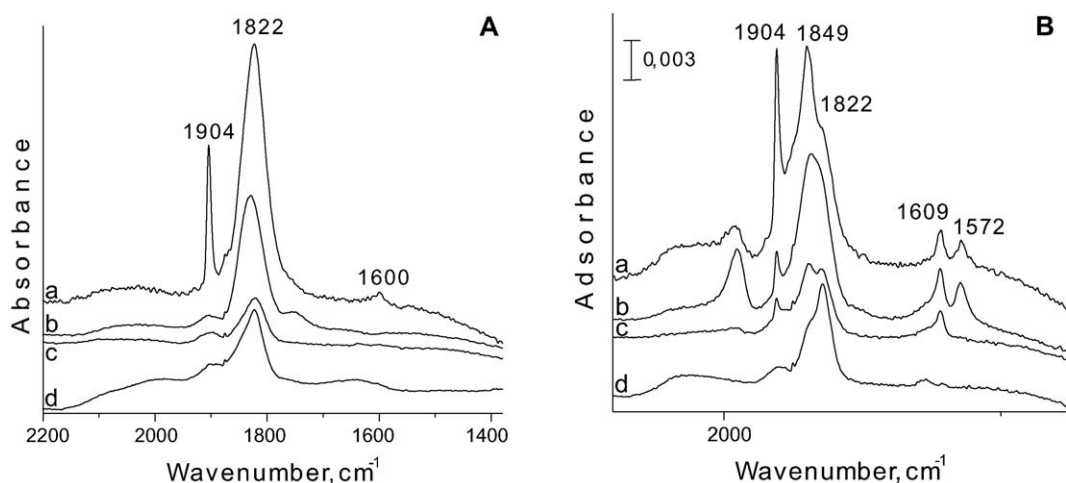 1822
A
1904
1600
a
b
c
d
Absorbance
2200
2000
1800
1600
1400
Wavenumber, cm-1
1904
1849
B
0,003
1822
1609
1572
a
b
c
d
Adsorbance
2000
Wavenumber, cm-1